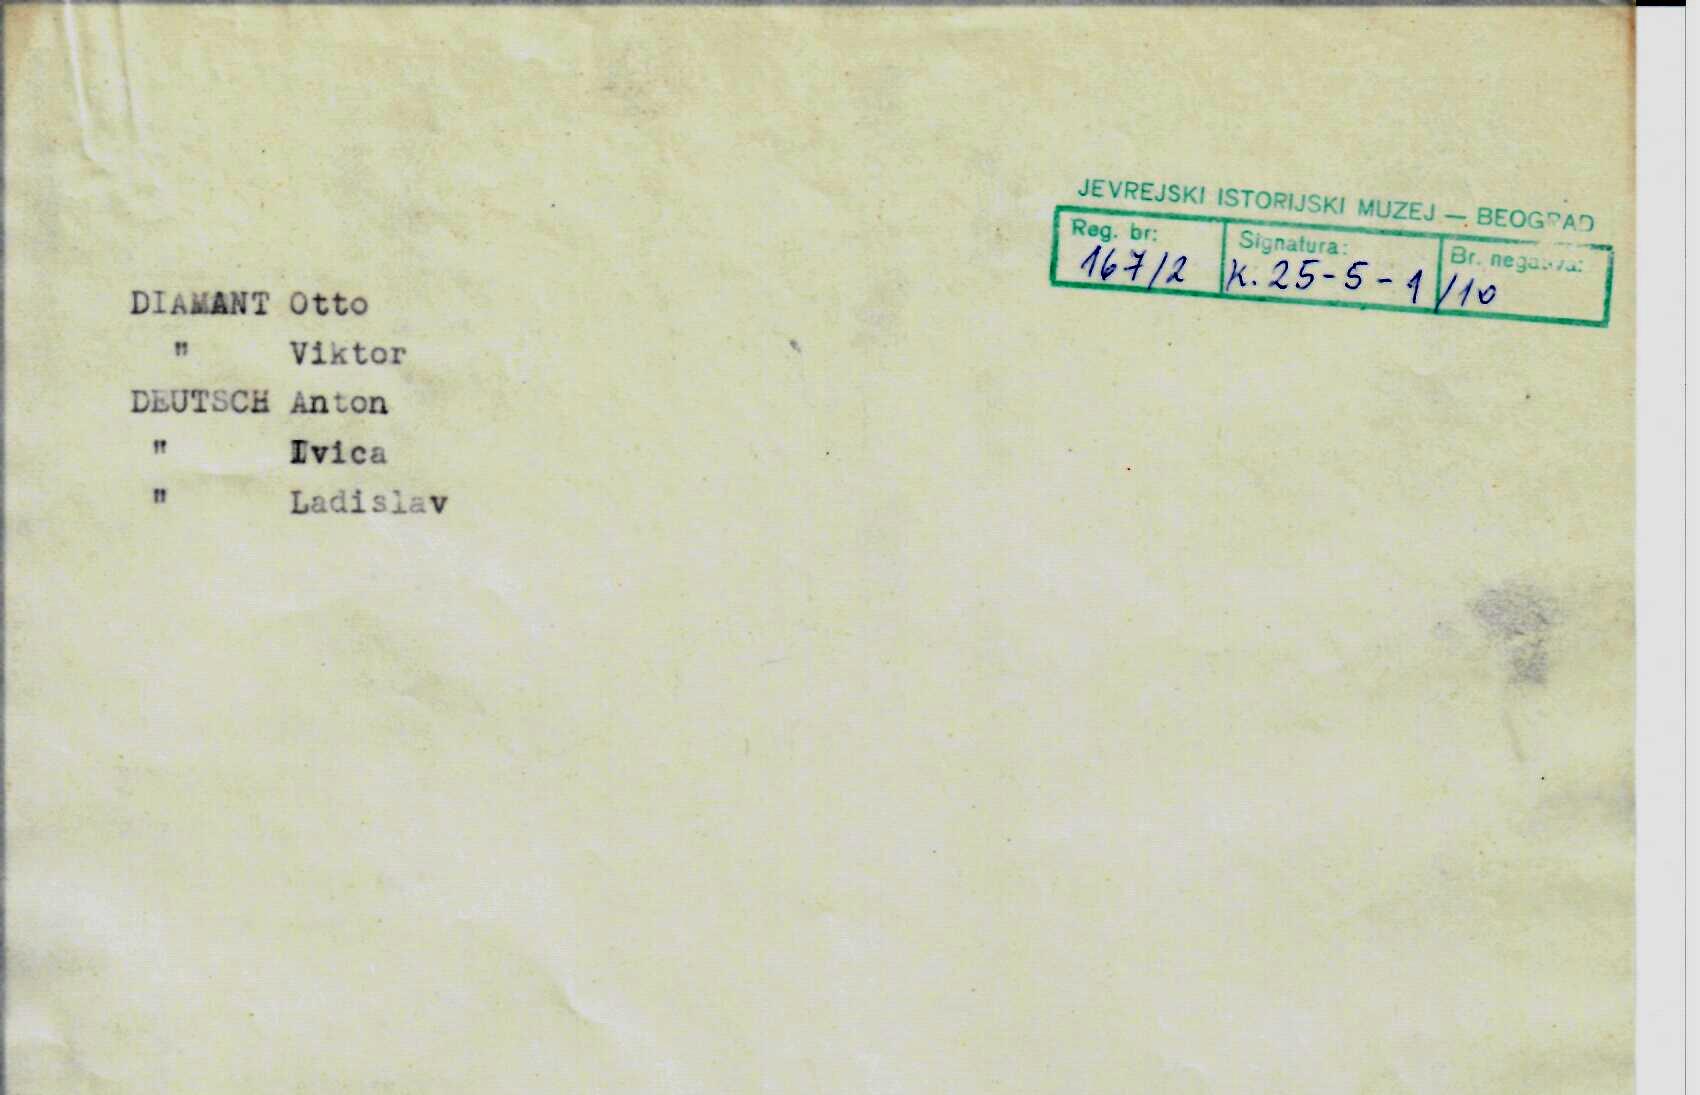 JEVREJSKI ISTORIJSKI MUZEJ — BEOGRAD
Reg. br: Signatura: Br. negativa:
167/2 K. 25-5-1/10
DIAMANT Otto
" Viktor
DEUTSCH Anton
" Ivica
" Ladislav